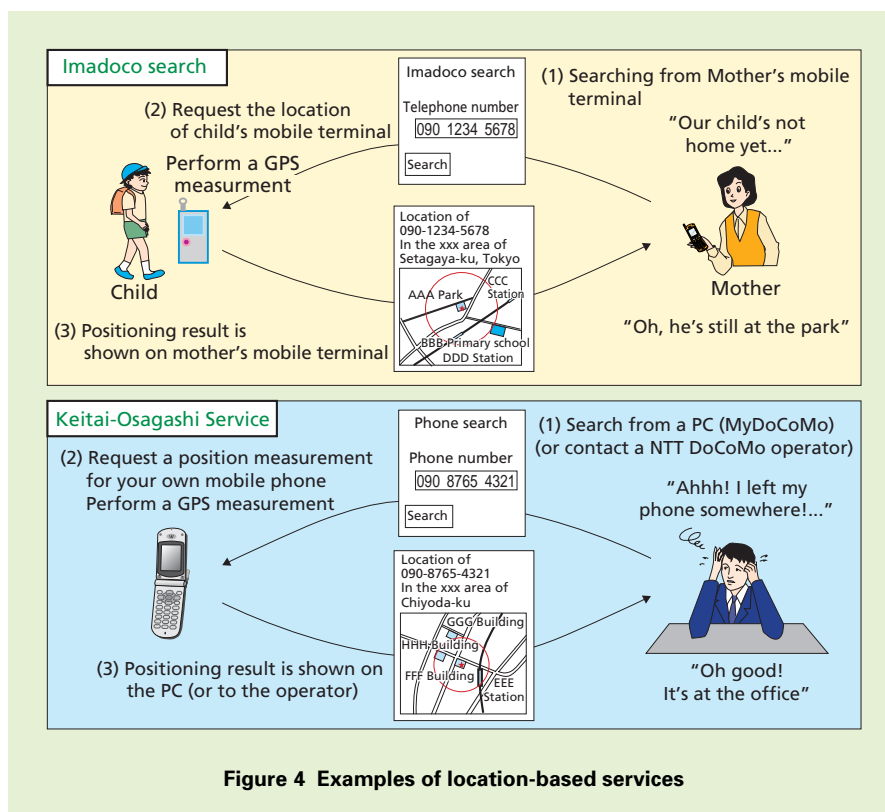 Imadoco search
(1) Searching from Mother's mobile
terminal
"Our child's not
home yet..."
Imadoco search
Telephone number
090 1234 5678
Search
(2) Request the location
of child's mobile terminal
Perform a GPS
measurment
Child
Location of
090-1234-5678
In the xxx area of
Setagaya-ku, Tokyo
CCC
Station
AAA Park
BBB Primary school
DDD Station
Mother
(3) Positioning result is
shown on mother's mobile terminal
"Oh, he's still at the park"
Keitai-Osagashi Service
(1) Search from a PC (MyDoCoMo)
(or contact a NTT DoCoMo operator)
"Ahhh! I left my
phone somewhere!..."
Phone search
Phone number
090 8765 4321
Search
(2) Request a position measurement
for your own mobile phone
Perform a GPS measurement
Location of
090-8765-4321
In the xxx area of
Chiyoda-ku
GGG Building
HHH Building
FFF Building
EEE
Station
(3) Positioning result is shown on
the PC (or to the operator)
"Oh good!
It's at the office"
Figure 4 Examples of location-based services